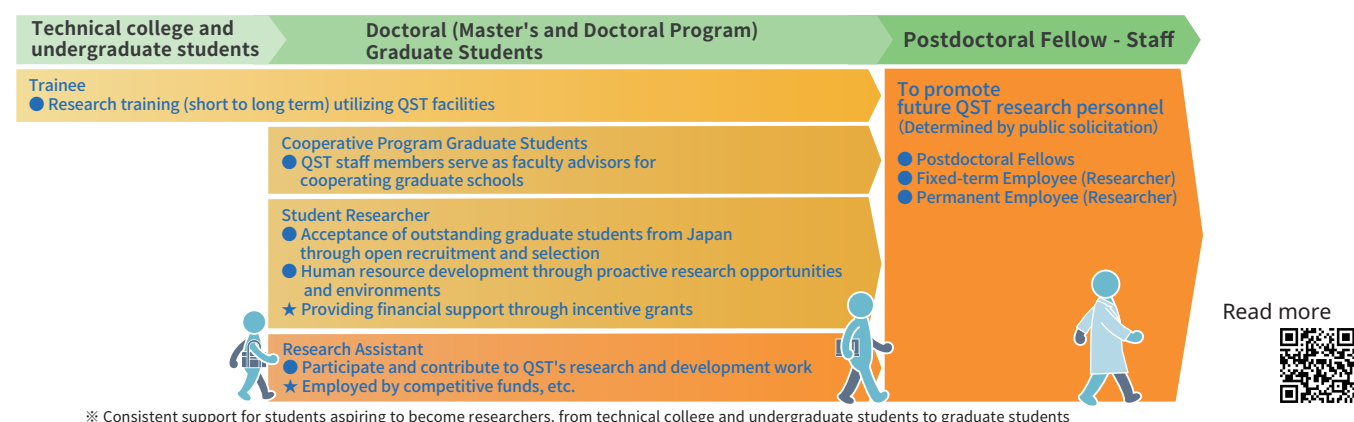 Technical college and
undergraduate students
Doctoral (Master's and Doctoral Program)
Graduate Students
Postdoctoral Fellow - Staff
Trainee
● Research training (short to long term) utilizing QST facilities
Cooperative Program Graduate Students
● QST staff members serve as faculty advisors for
cooperating graduate schools
Student Researcher
● Acceptance of outstanding graduate students from Japan
through open recruitment and selection
● Human resource development through proactive research opportunities
and environments
★ Providing financial support through incentive grants
Research Assistant
● Participate and contribute to QST's research and development work
★ Employed by competitive funds, etc.
To promote
future QST research personnel
(Determined by public solicitation)
● Postdoctoral Fellows
● Fixed-term Employee (Researcher)
● Permanent Employee (Researcher)
Read more
※ Consistent support for students aspiring to become researchers, from technical college and undergraduate students to graduate students